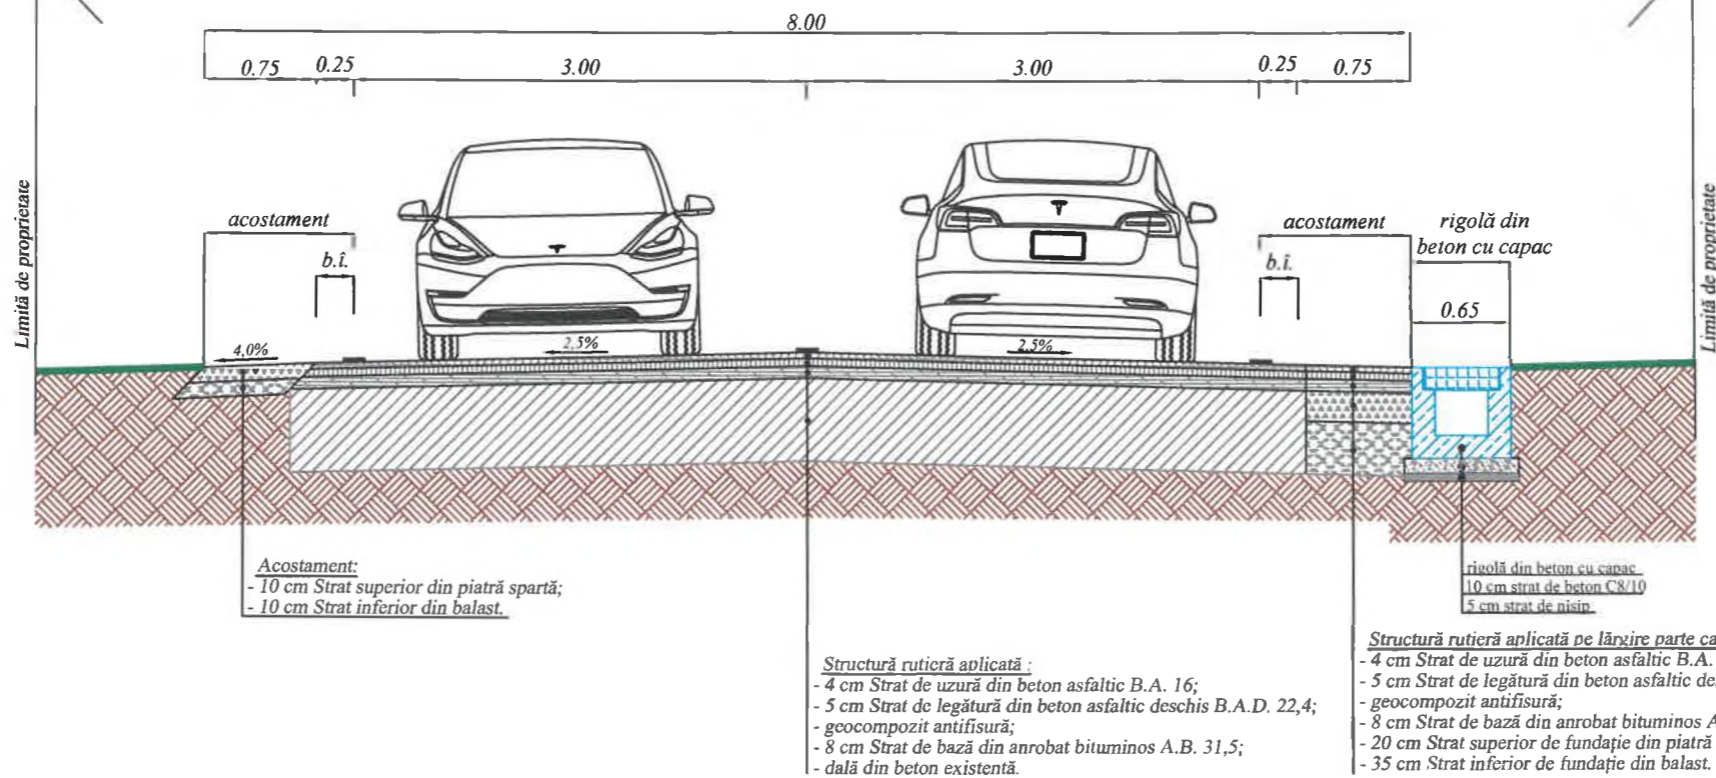 8.00
0.75 0.25 3.00 3.00 0.25 0.75
Limită de proprietate
Limită de proprietate
acostament
acostament
rigolă din
beton cu capac
b.î.
b.î.
0.65
4,0%
2,5%
2,5%
Acostament:
- 10 cm Strat superior din piatră spartă;
- 10 cm Strat inferior din balast.
rigolă din beton cu capac
10 cm strat de beton C8/10
5 cm strat de nisip
Structură rutieră aplicată :
- 4 cm Strat de uzură din beton asfaltic B.A. 16;
- 5 cm Strat de legătură din beton asfaltic deschis B.A.D. 22,4;
- geocompozit antifisură;
- 8 cm Strat de bază din anrobat bituminos A.B. 31,5;
- dală din beton existentă.
Structură rutieră aplicată pe lărgire parte ca
- 4 cm Strat de uzură din beton asfaltic B.A.
- 5 cm Strat de legătură din beton asfaltic de
- geocompozit antifisură;
- 8 cm Strat de bază din anrobat bituminos A
- 20 cm Strat superior de fundație din piatră
- 35 cm Strat inferior de fundație din balast.